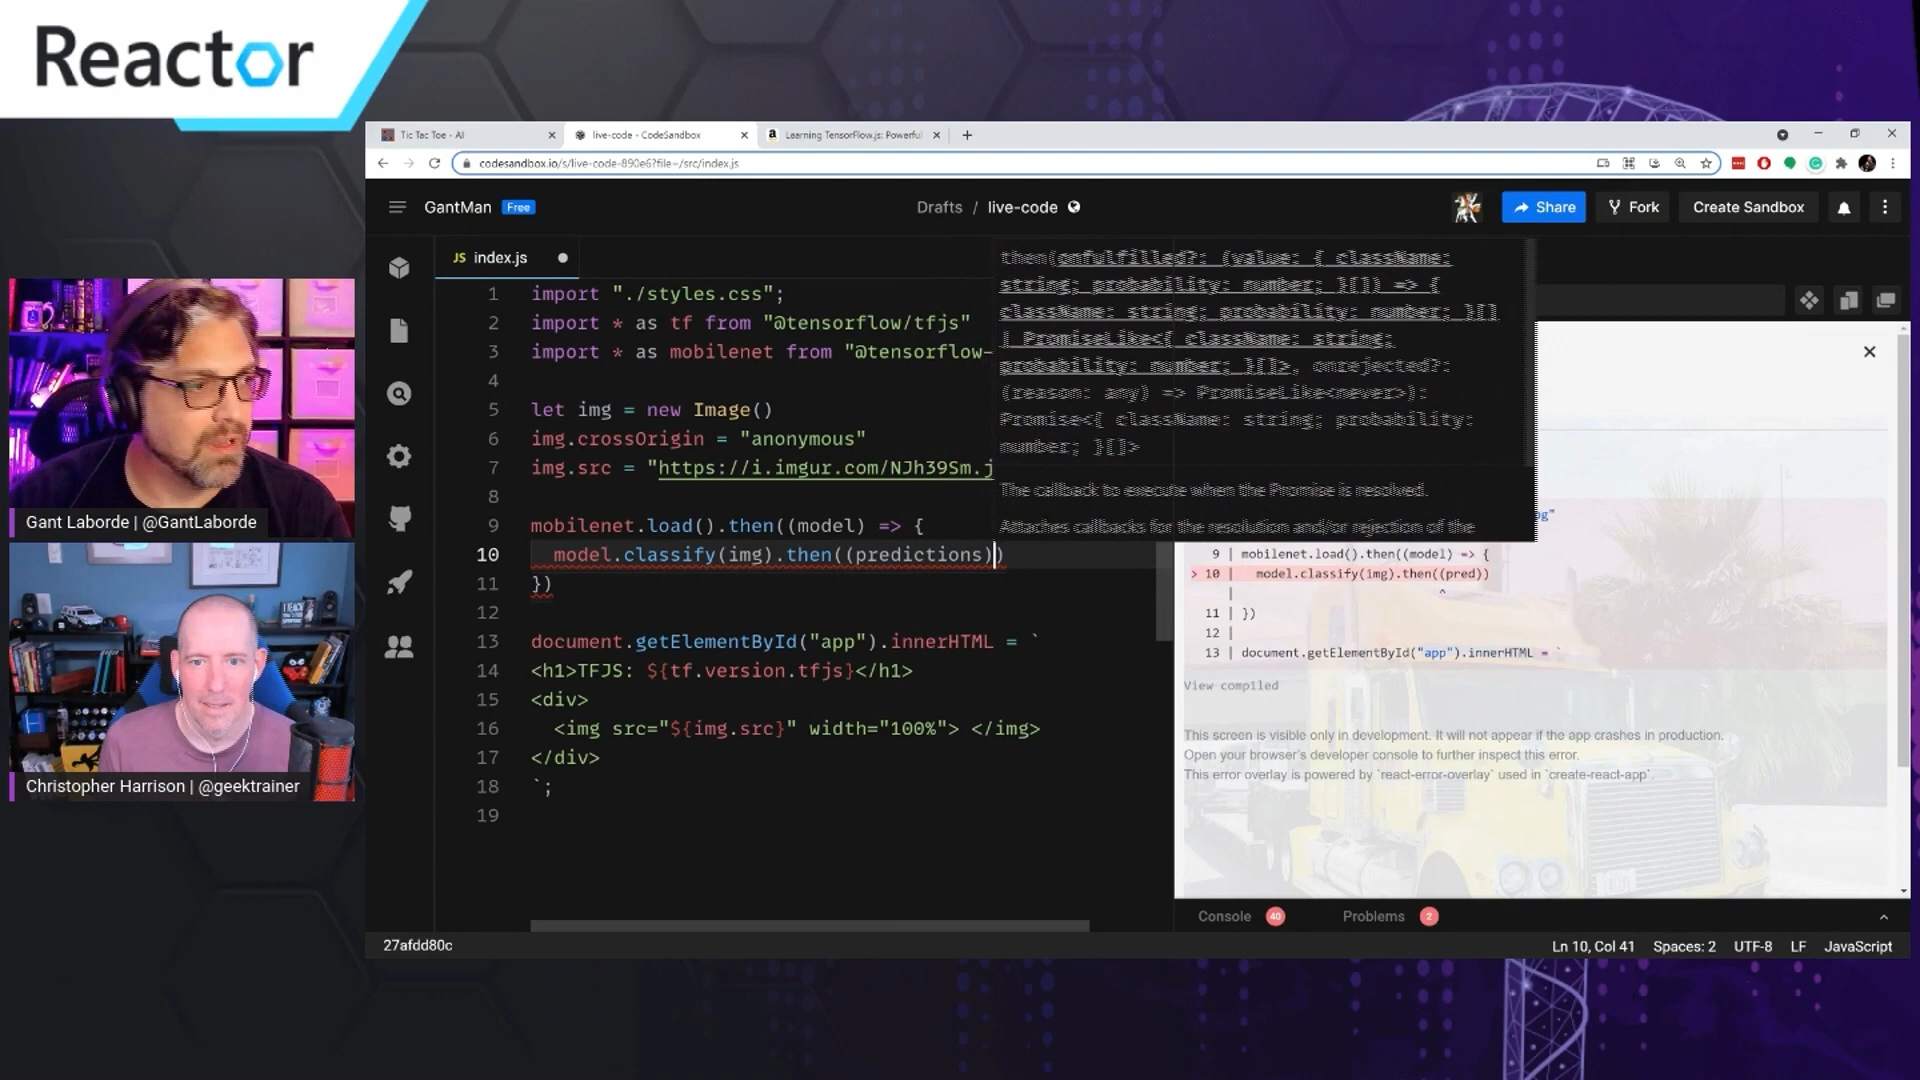 Reactor
Tic Tac Toe - AI
live-code - CodeSandbox
Learning TensorFlow.js: Powerful
codesandbox.io/s/live-code-890e6?file=/src/index.js
GantMan Free
Drafts / live-code
Share
Fork
Create Sandbox
JS index.js
1 import "./styles.css";
2 import * as tf from "@tensorflow/tfjs"
3 import * as mobilenet from "@tensorflow-
4
5 let img = new Image()
6 img.crossOrigin = "anonymous"
7 img.src = "https://i.imgur.com/NJh39Sm.j
8
9 mobilenet.load().then((model) => {
10 model.classify(img).then((predictions))
11 })
12
13 document.getElementById("app").innerHTML = `
14 <h1>TFJS: ${tf.version.tfjs}</h1>
15 <div>
16 <img src="${img.src}" width="100%"> </img>
17 </div>
18 `;
19
then(onfulfilled?: (value: { className:
string; probability: number; }[]) => {
className: string; probability: number; }[]
| PromiseLike<{ className: string;
probability: number; }[]>, onrejected?:
(reason: any) => PromiseLike<never>):
Promise<{ className: string; probability:
number; }[]>
The callback to execute when the Promise is resolved.
Attaches callbacks for the resolution and/or rejection of the
9 | mobilenet.load().then((model) => {
> 10 | model.classify(img).then((pred))
| ^
11 | })
12 |
13 | document.getElementById("app").innerHTML = `
View compiled
This screen is visible only in development. It will not appear if the app crashes in production.
Open your browser's developer console to further inspect this error.
This error overlay is powered by `react-error-overlay` used in `create-react-app`.
Console 40
Problems 2
27afdd80c
Ln 10, Col 41 Spaces: 2 UTF-8 LF JavaScript
Gant Laborde | @GantLaborde
Christopher Harrison | @geektrainer